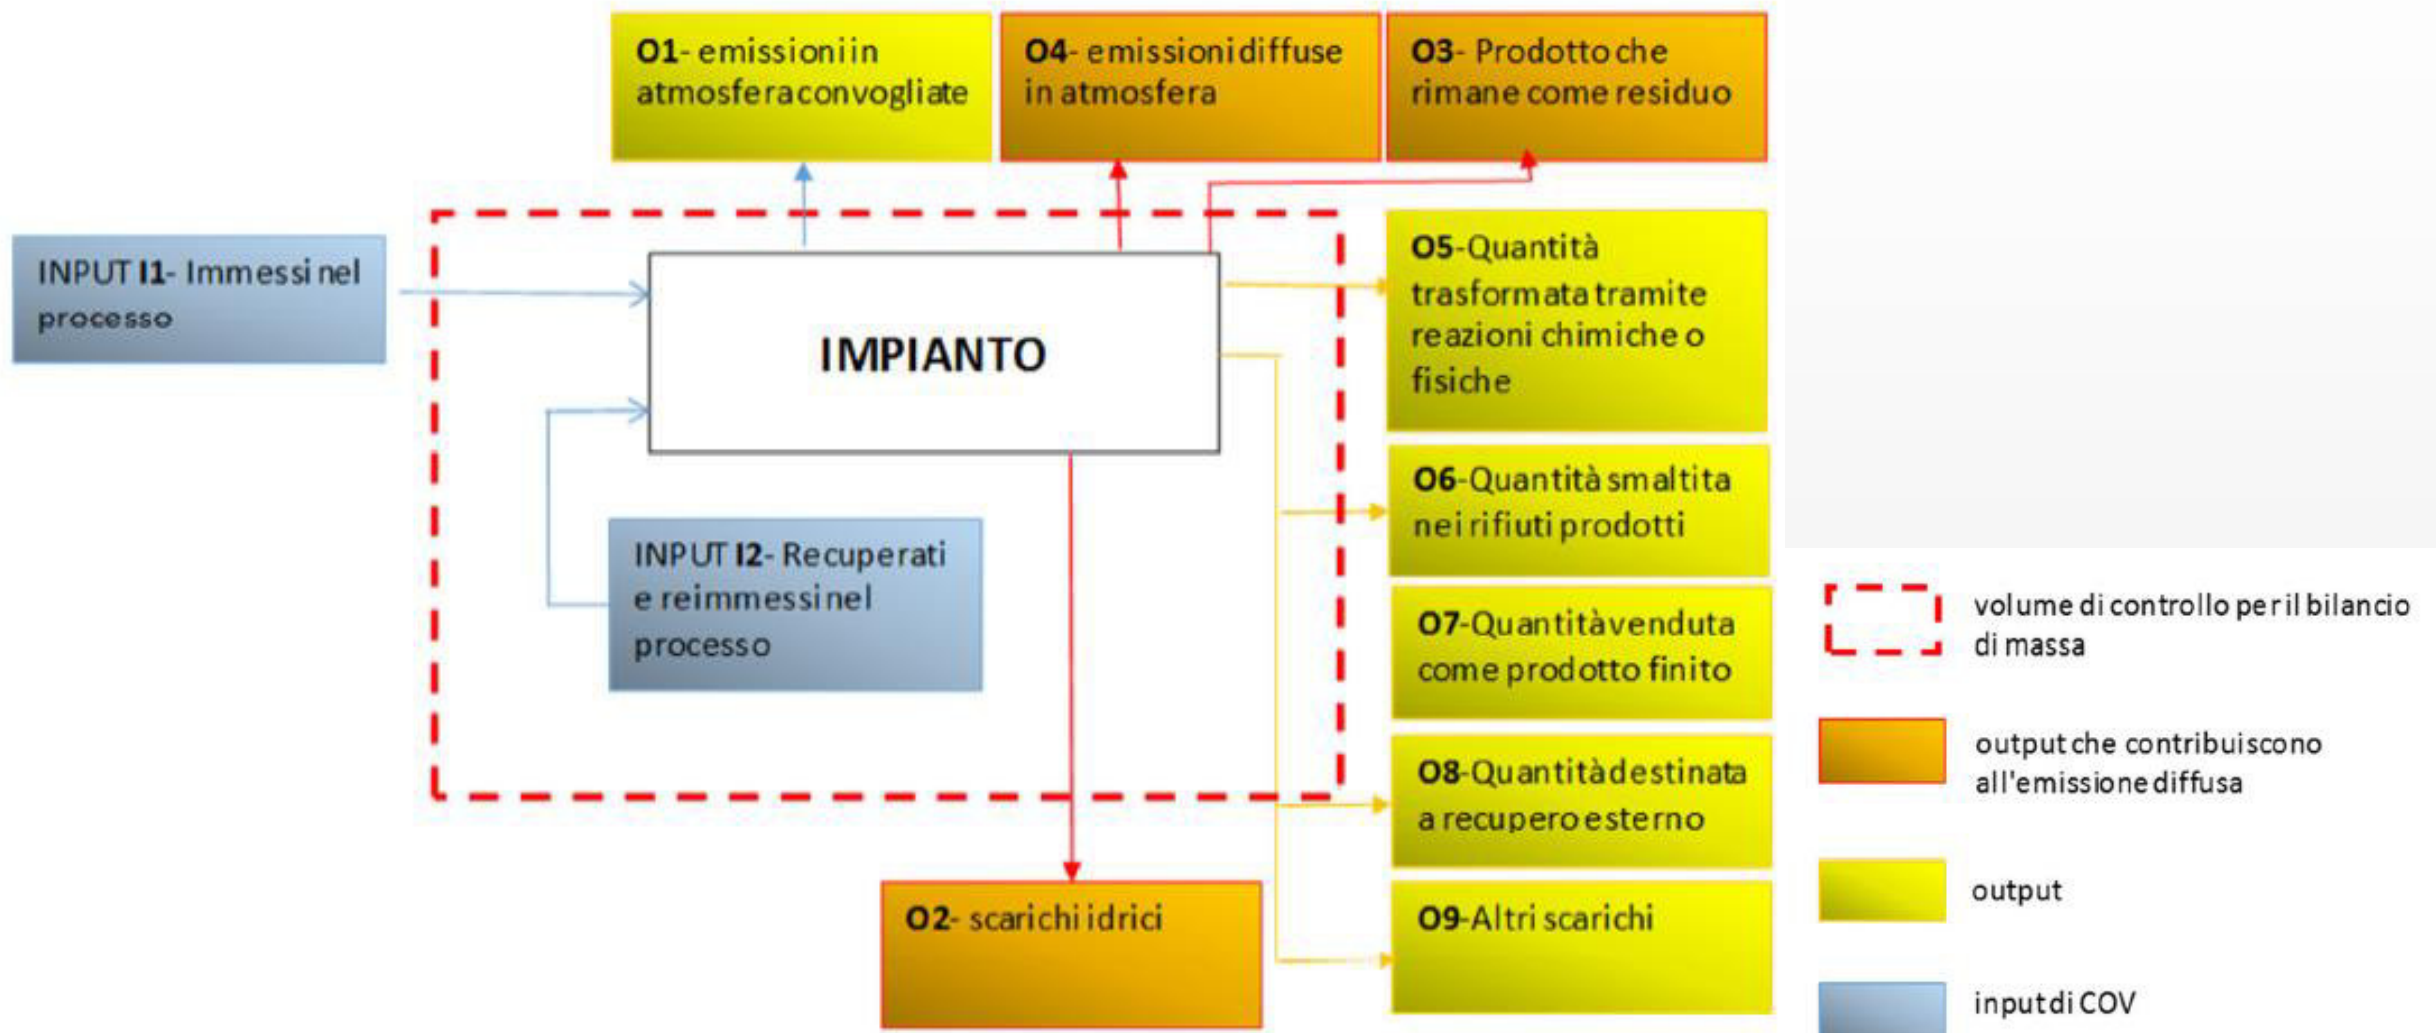 O1- emissioni in
atmosfera convogliate
O4- emissioni diffuse
in atmosfera
O3- Prodotto che
rimane come residuo
INPUT I1- Immessi nel
processo
IMPIANTO
INPUT I2- Recuperati
e reimmessi nel
processo
O5-Quantità
trasformata tramite
reazioni chimiche o
fisiche
O6-Quantità smaltita
nei rifiuti prodotti
O7-Quantità venduta
come prodotto finito
O8-Quantità destinata
a recupero esterno
O9-Altri scarichi
O2- scarichi idrici
volume di controllo per il bilancio
di massa
output che contribuiscono
all'emissione diffusa
output
input di COV